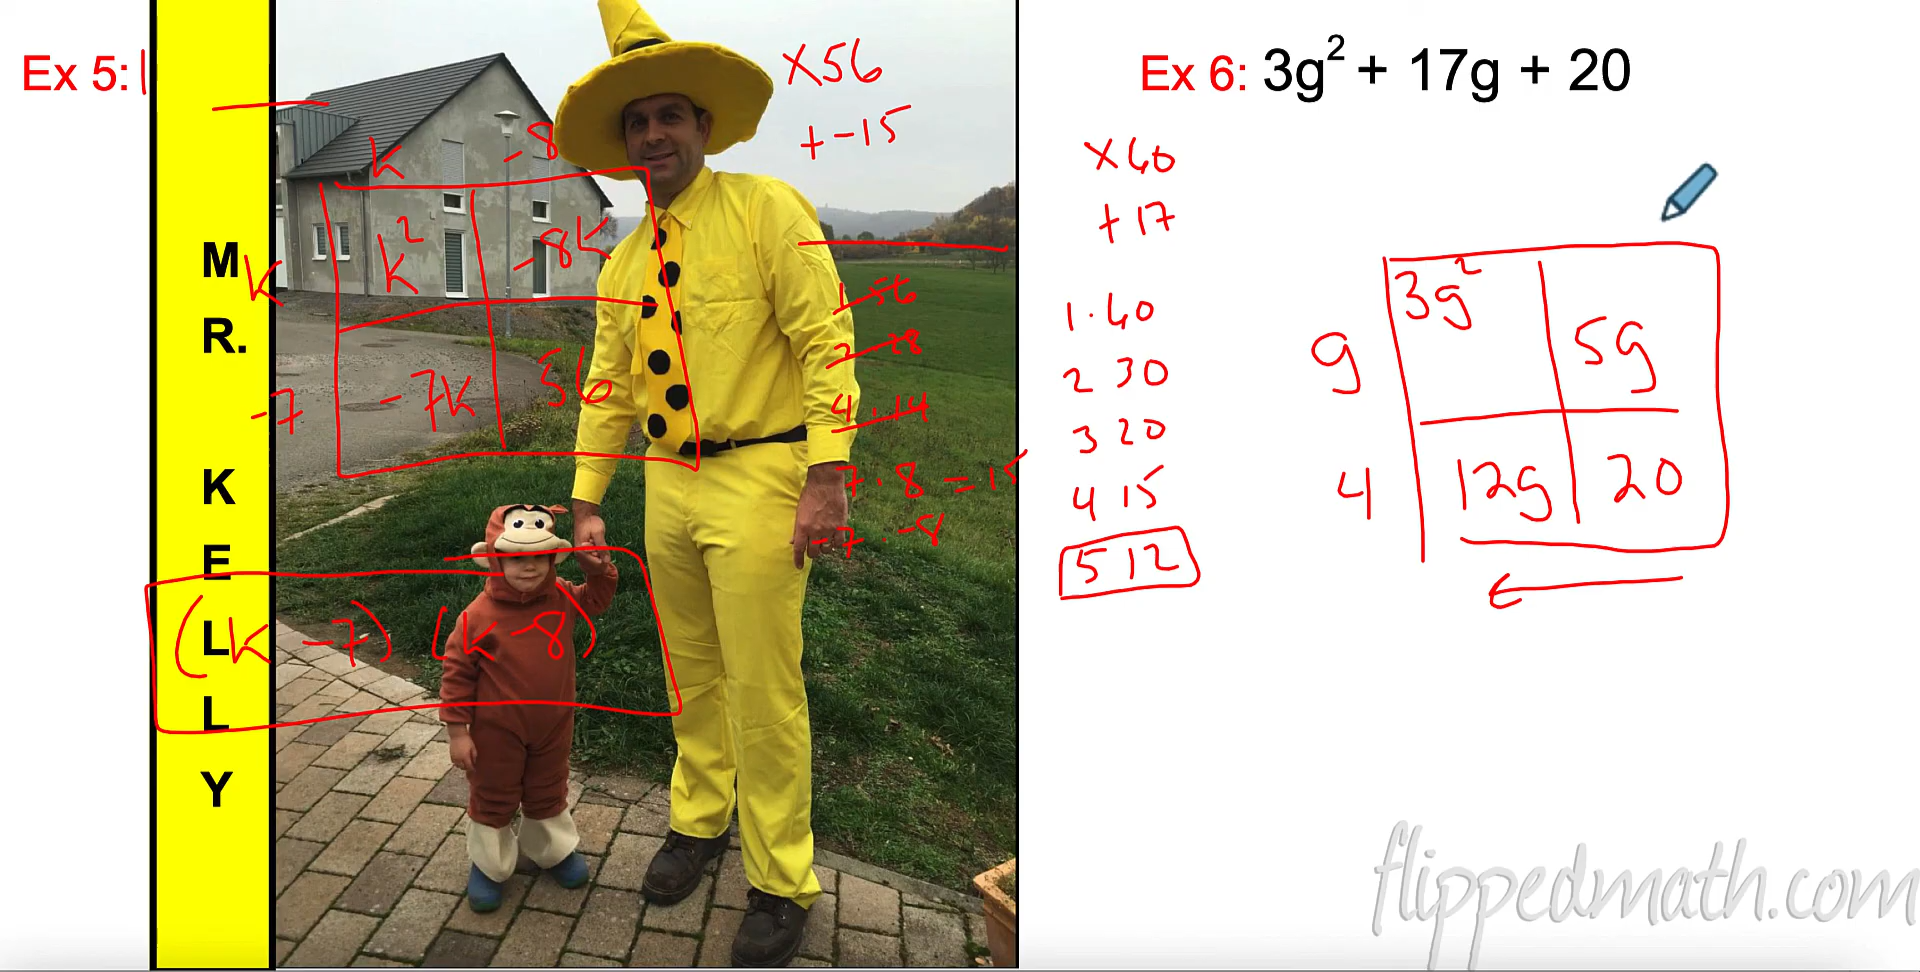 Ex 5:
x56
+-15
k -8
k k² -8k
-7 -7k 56
1 56
2 28
4 · 14
7 · 8 = 15
-7 · -8
(k -7) (k -8)
M
R.
K
E
L
L
Y
Ex 6: 3g² + 17g + 20
x60
+17
1·60
2 30
3 20
4 15
5 12
g 3g² 5g
4 12g 20
flippedmath.com